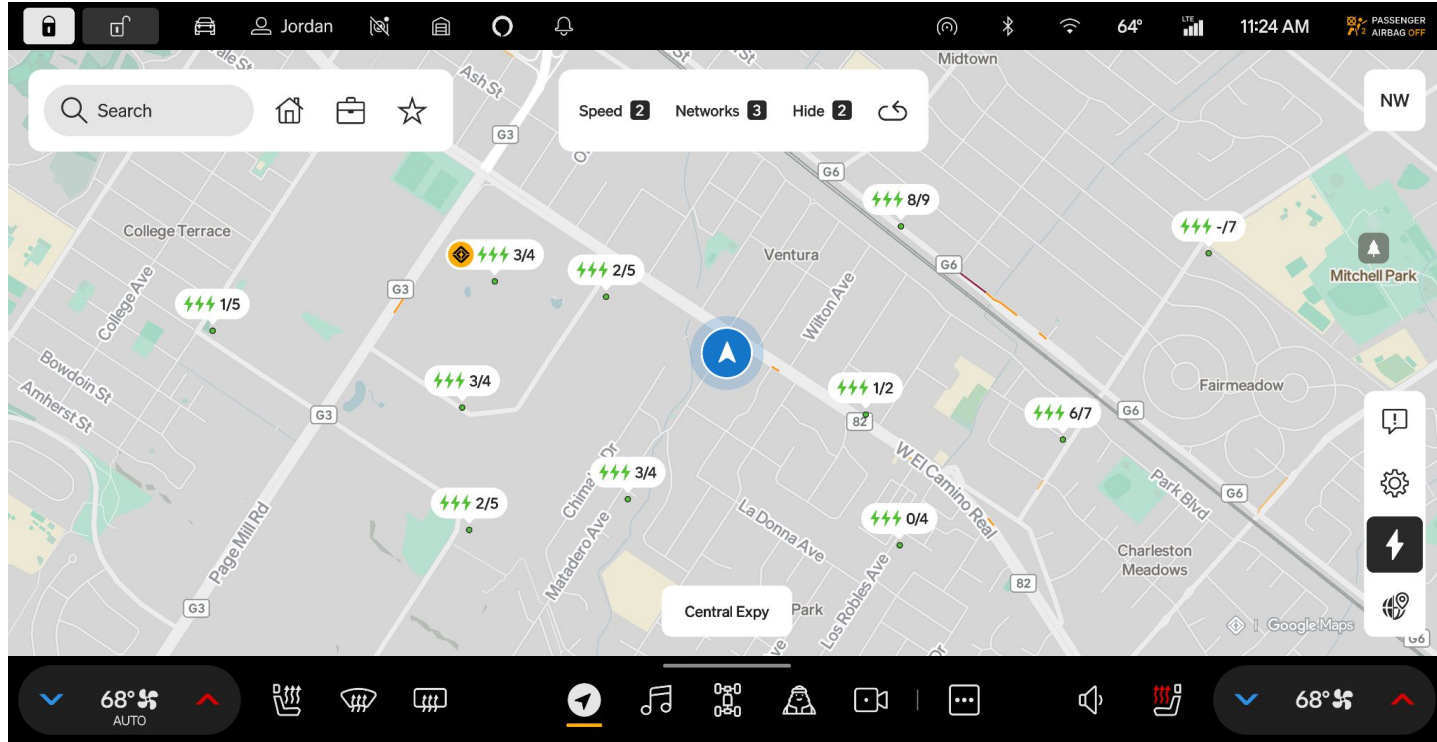 Jordan
64°
LTE
11:24 AM
PASSENGER
AIRBAG OFF
2
Search
Speed 2 Networks 3 Hide 2
NW
Ash St
St
St
Midtown
G3
G6
8/9
College Terrace
3/4
2/5
Ventura
G6
-/7
Mitchell Park
College Ave
1/5
G3
Wilton Ave
Bowdoin St
Amherst St
3/4
G3
1/2
82
6/7
G6
Fairmeadow
W El Camino Real
3/4
Matadero Ave
La Donna Ave
Park Blvd
G6
2/5
0/4
Page Mill Rd
Los Robles Ave
Charleston
Meadows
82
G3
Central Expy
Park
Google Maps
G6
68°
AUTO
68°